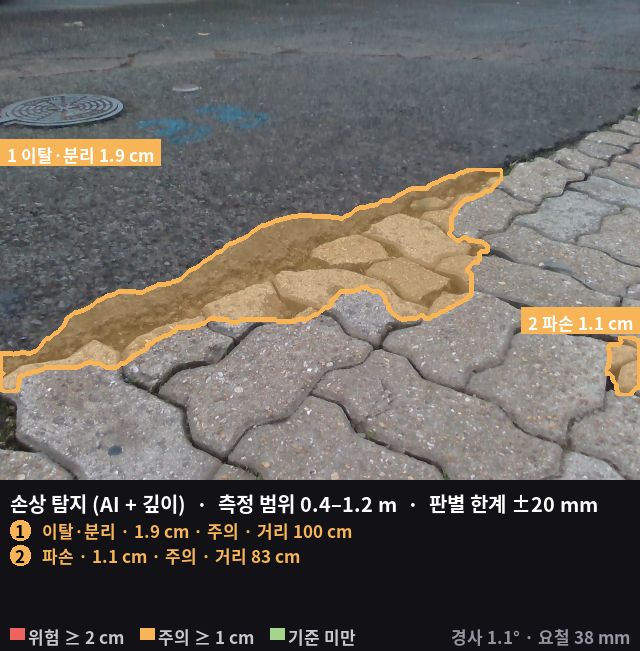 1 이탈·분리 1.9 cm
2 파손 1.1 cm
손상 탐지 (AI + 깊이) · 측정 범위 0.4–1.2 m · 판별 한계 ±20 mm
1 이탈·분리 · 1.9 cm · 주의 · 거리 100 cm
2 파손 · 1.1 cm · 주의 · 거리 83 cm
위험 ≥ 2 cm 주의 ≥ 1 cm 기준 미만 경사 1.1° · 요철 38 mm